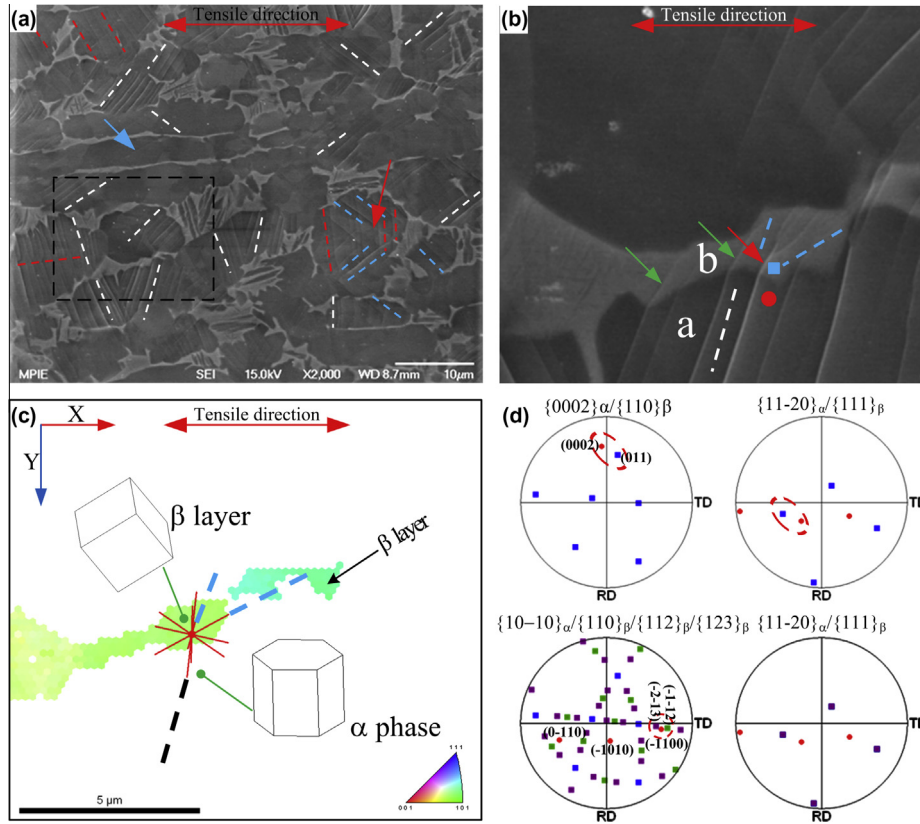 (a)
Tensile direction
MPIE
SEI
15.0kV
X2,000
WD 8.7mm
10µm
(b)
Tensile direction
b
a
(c)
X
Tensile direction
Y
β layer
β layer
α phase
5 µm
111
001
101
(d)
{0002}α/{110}β
(0002)
(011)
TD
RD
{11-20}α/{111}β
TD
RD
{10−10}α/{110}β/{112}β/{123}β
(-2-13)
(-1-12)
(0-110)
(-1010)
(-1100)
TD
RD
{11-20}α/{111}β
TD
RD